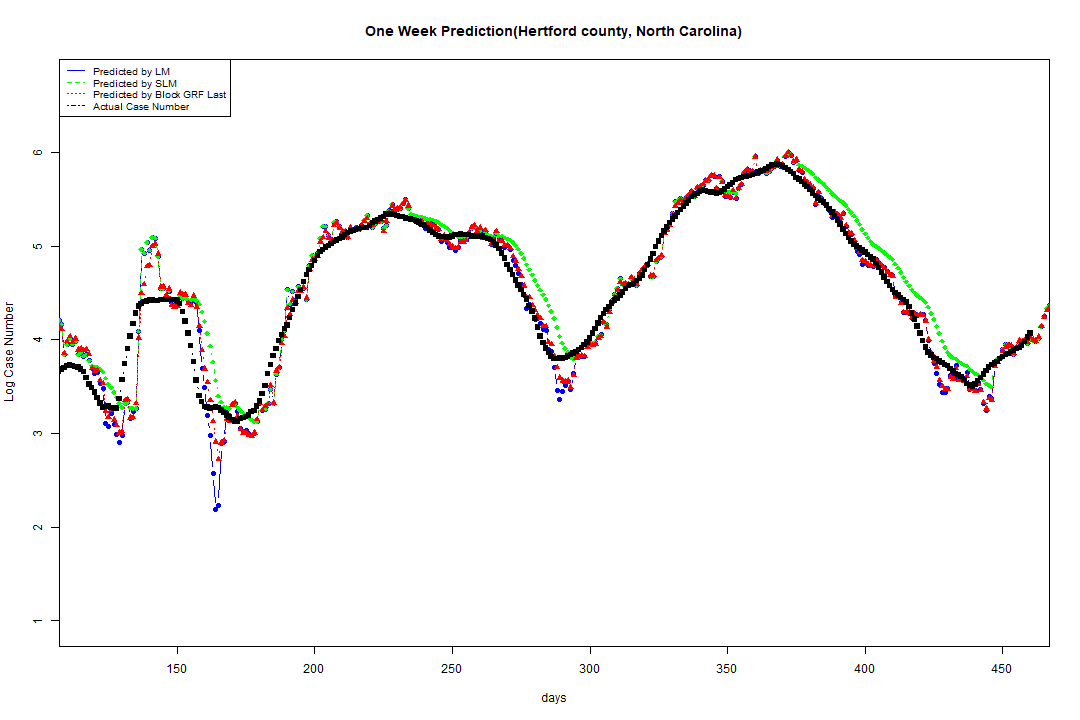 One Week Prediction(Hertford county, North Carolina)
Predicted by LM
Predicted by SLM
Predicted by Block GRF Last
Actual Case Number
Log Case Number
6
5
4
3
2
1
150 200 250 300 350 400 450
days